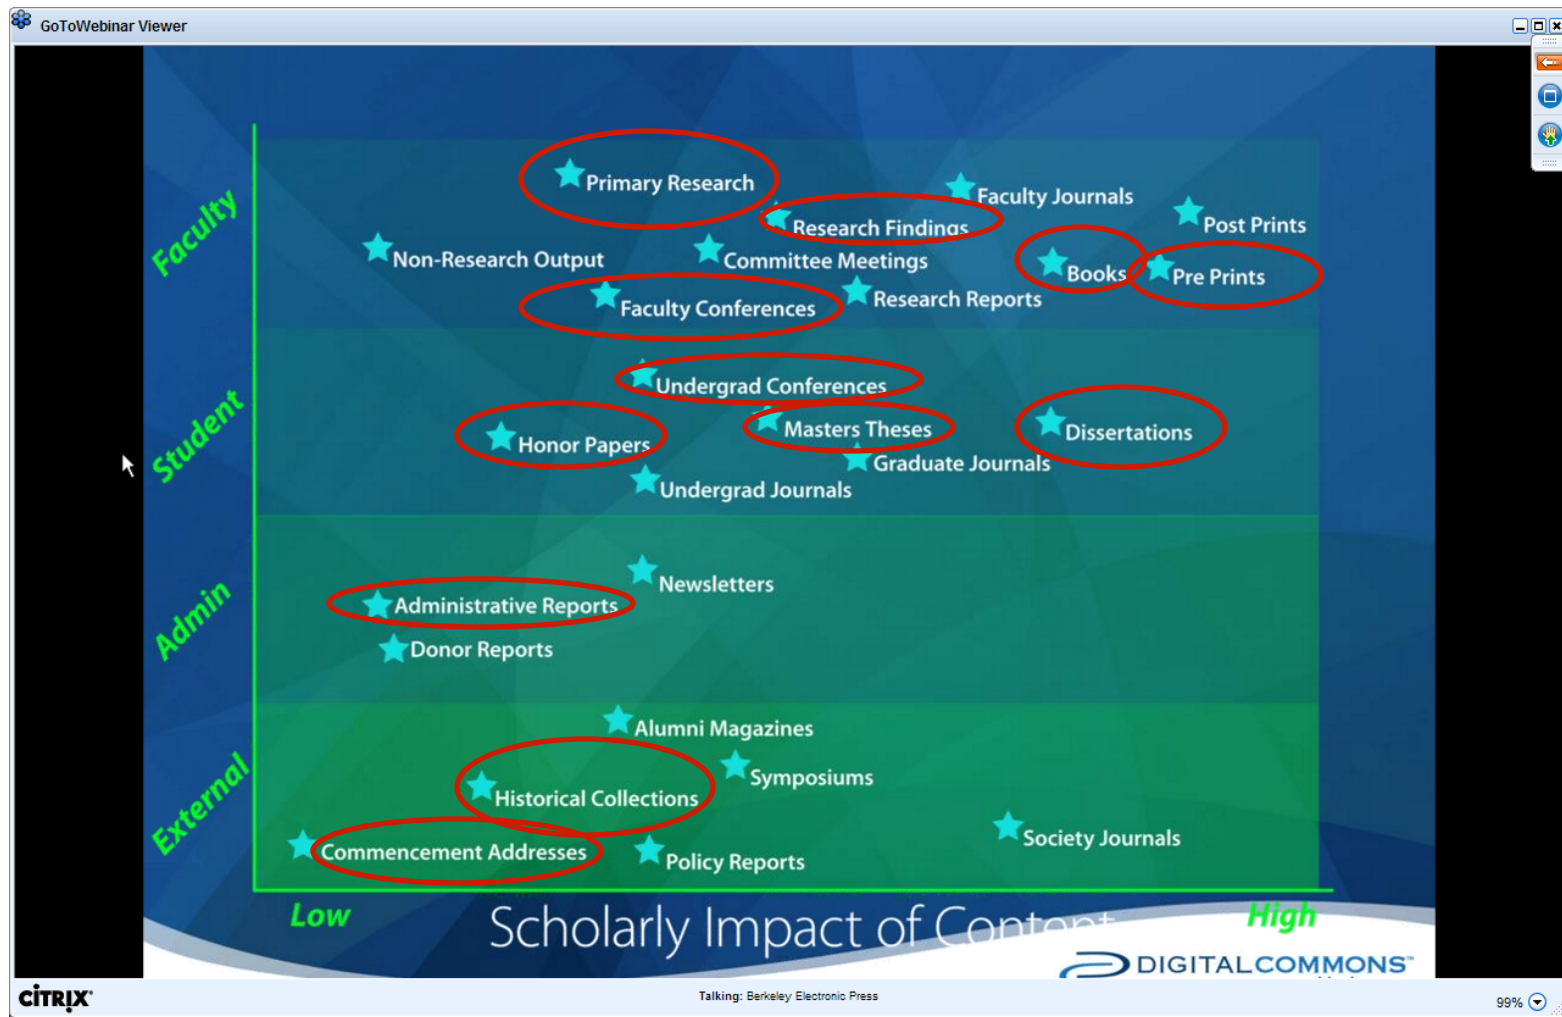 GoToWebinar Viewer
Faculty
Primary Research
Faculty Journals
Research Findings
Post Prints
Non-Research Output
Committee Meetings
Books
Pre Prints
Faculty Conferences
Research Reports
Student
Undergrad Conferences
Honor Papers
Masters Theses
Dissertations
Graduate Journals
Undergrad Journals
Admin
Newsletters
Administrative Reports
Donor Reports
External
Alumni Magazines
Symposiums
Historical Collections
Society Journals
Commencement Addresses
Policy Reports
Low
High
Scholarly Impact of Content
DIGITALCOMMONS™
CITRIX®
Talking: Berkeley Electronic Press
99%